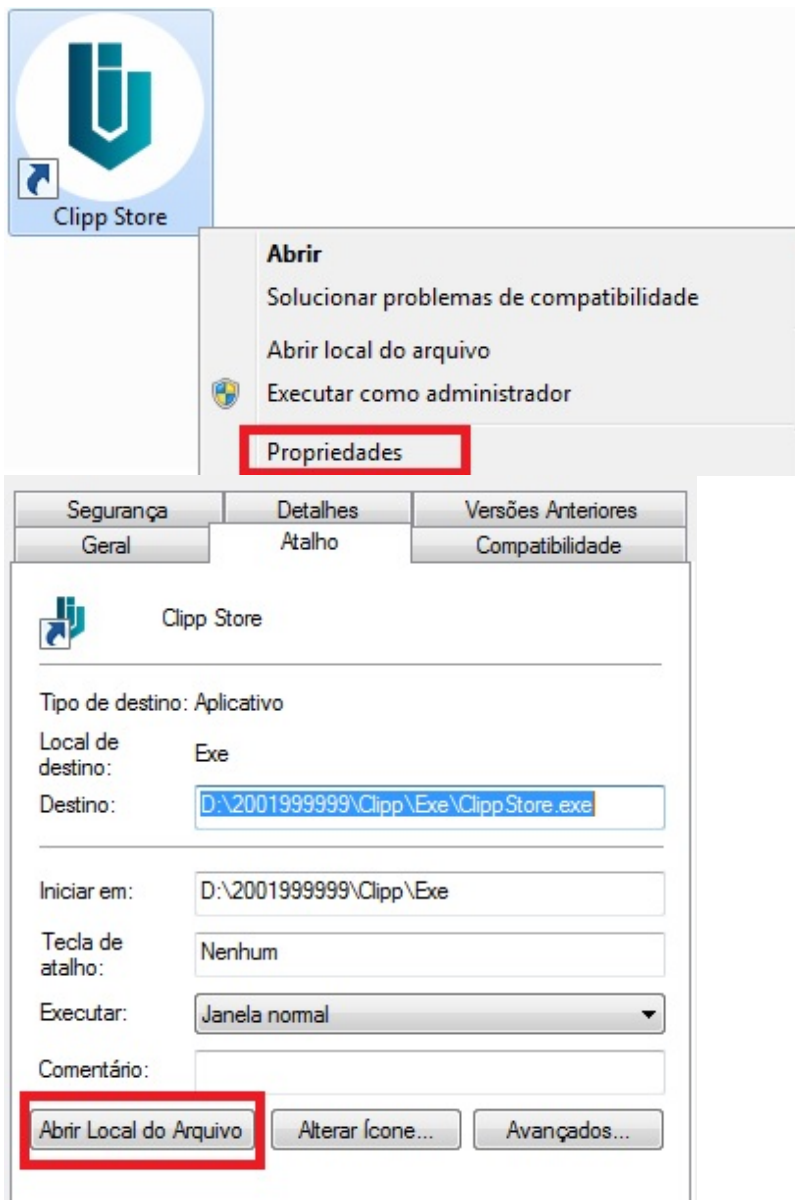 Clipp Store
Abrir
Solucionar problemas de compatibilidade
Abrir local do arquivo
Executar como administrador
Propriedades
Segurança Detalhes Versões Anteriores
Geral Atalho Compatibilidade
Clipp Store
Tipo de destino: Aplicativo
Local de destino: Exe
Destino: D:\2001999999\Clipp\Exe\ClippStore.exe
Iniciar em: D:\2001999999\Clipp\Exe
Tecla de atalho: Nenhum
Executar: Janela normal
Comentário:
Abrir Local do Arquivo Alterar Ícone... Avançados...